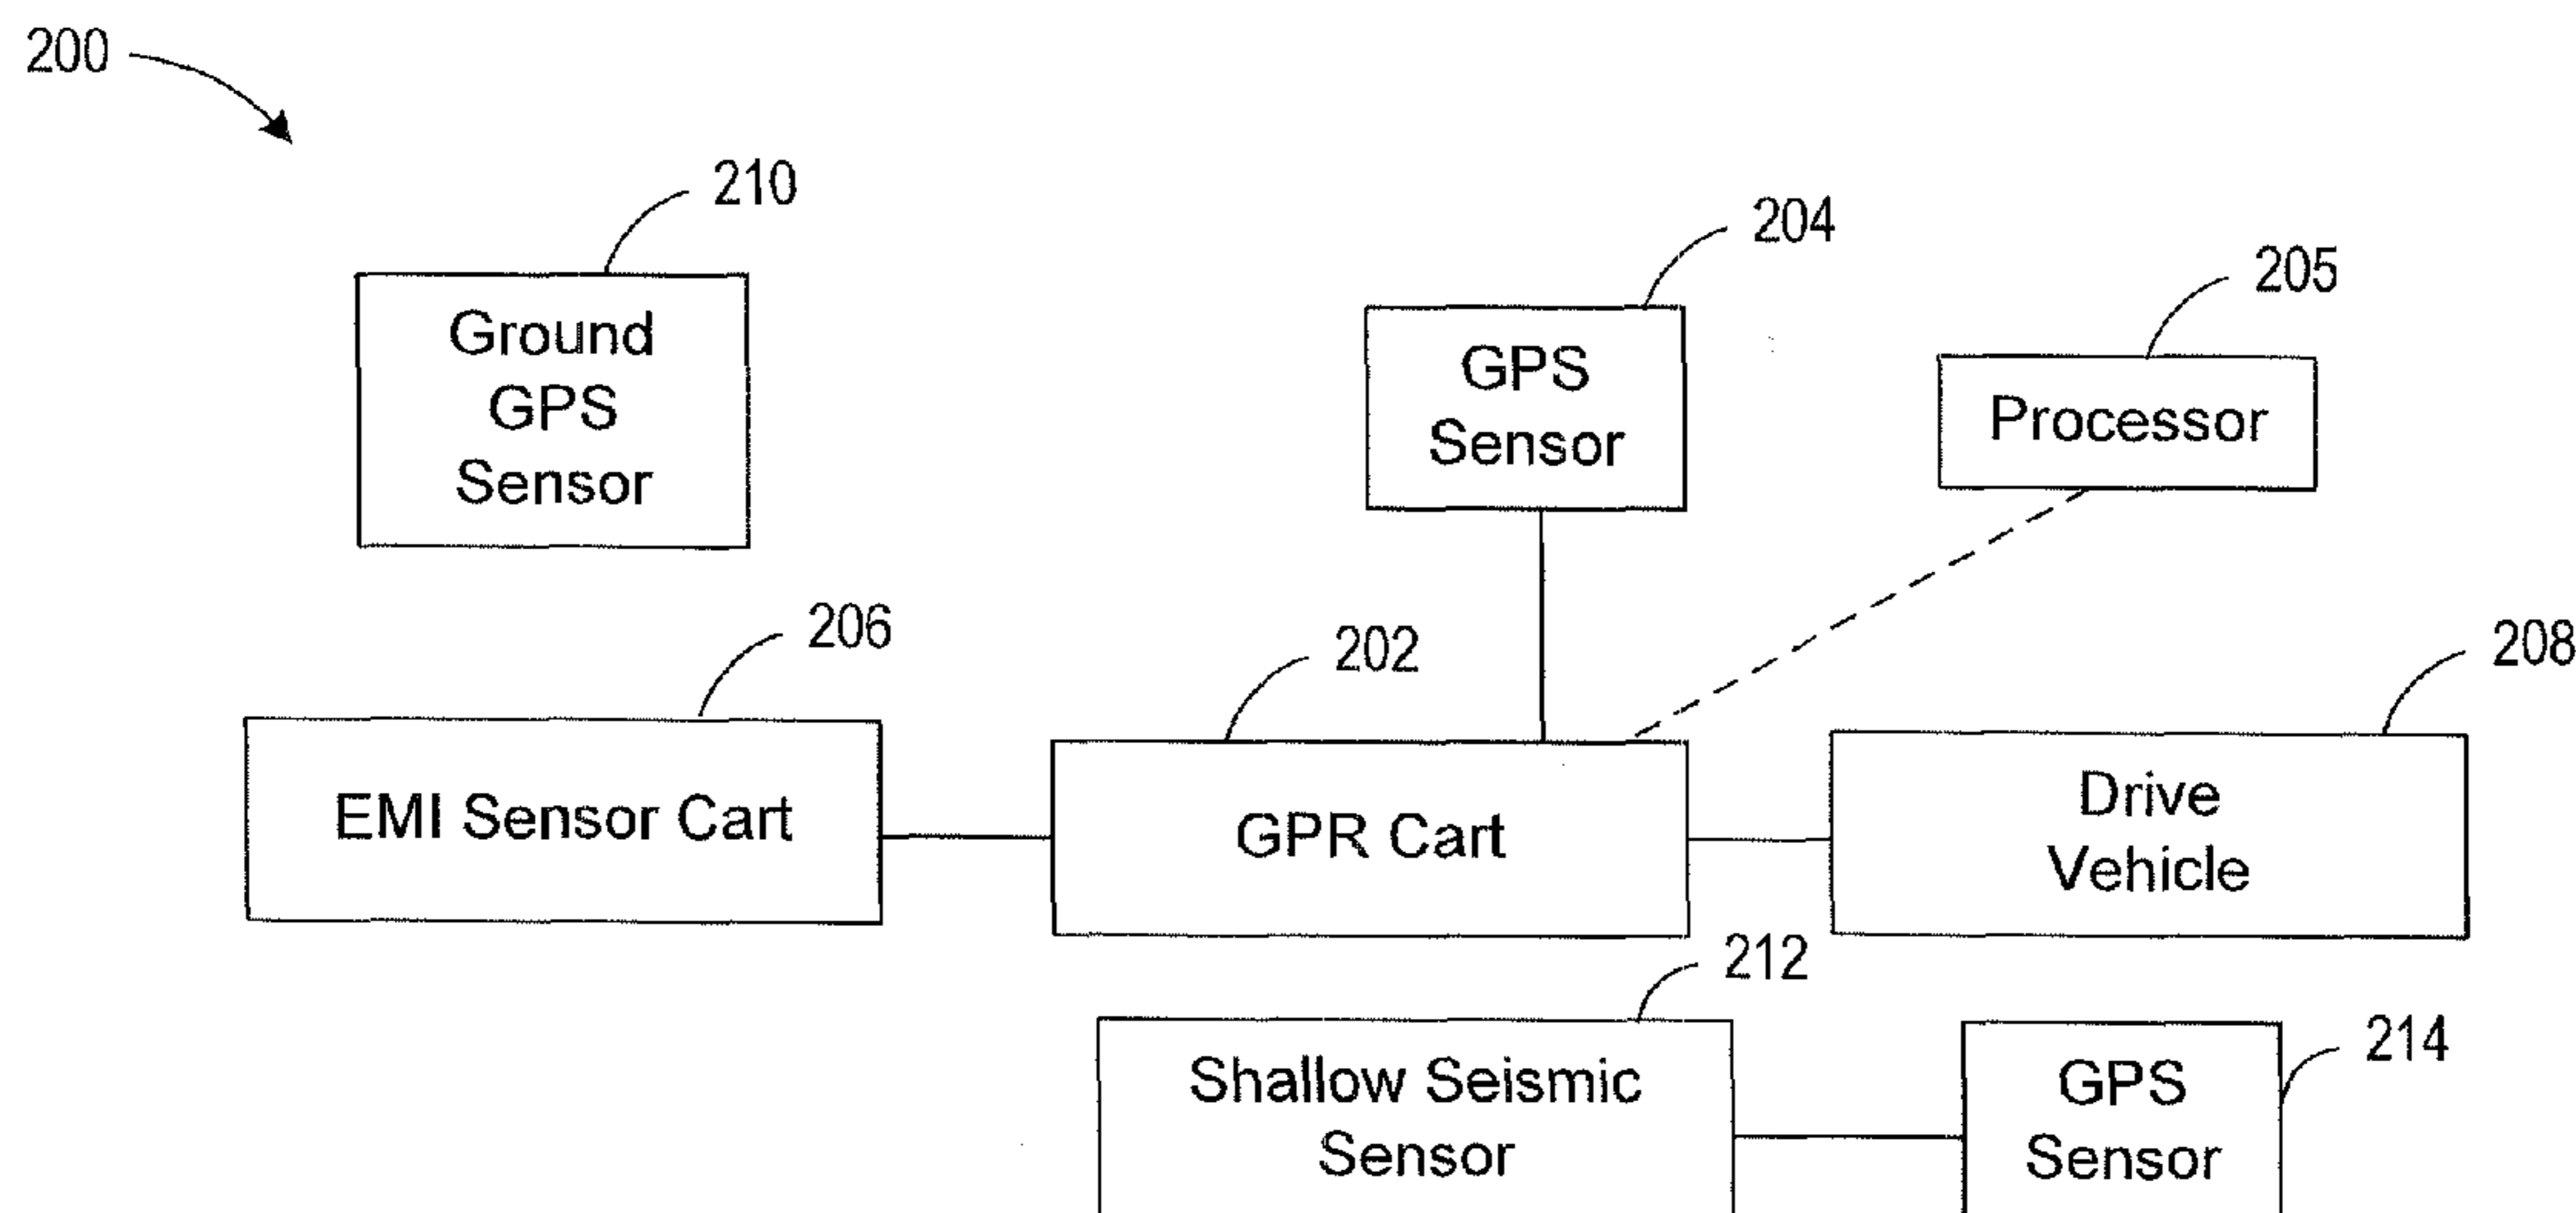 200
210
204
205
Ground
GPS
Sensor
GPS
Sensor
Processor
206
202
208
EMI Sensor Cart
GPR Cart
Drive
Vehicle
212
214
Shallow Seismic
Sensor
GPS
Sensor